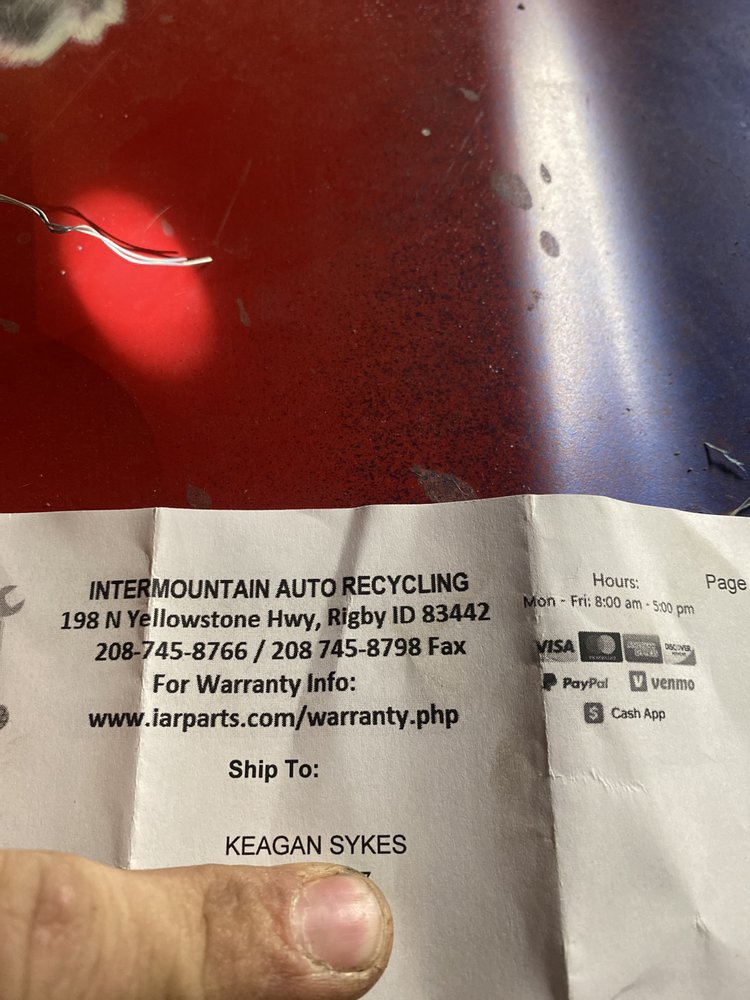 INTERMOUNTAIN AUTO RECYCLING
198 N Yellowstone Hwy, Rigby ID 83442
208-745-8766 / 208 745-8798 Fax
For Warranty Info:
www.iarparts.com/warranty.php
Ship To:
KEAGAN SYKES
Hours:
Mon - Fri: 8:00 am - 5:00 pm
VISA
DISCOVER
PayPal
venmo
Cash App
Page